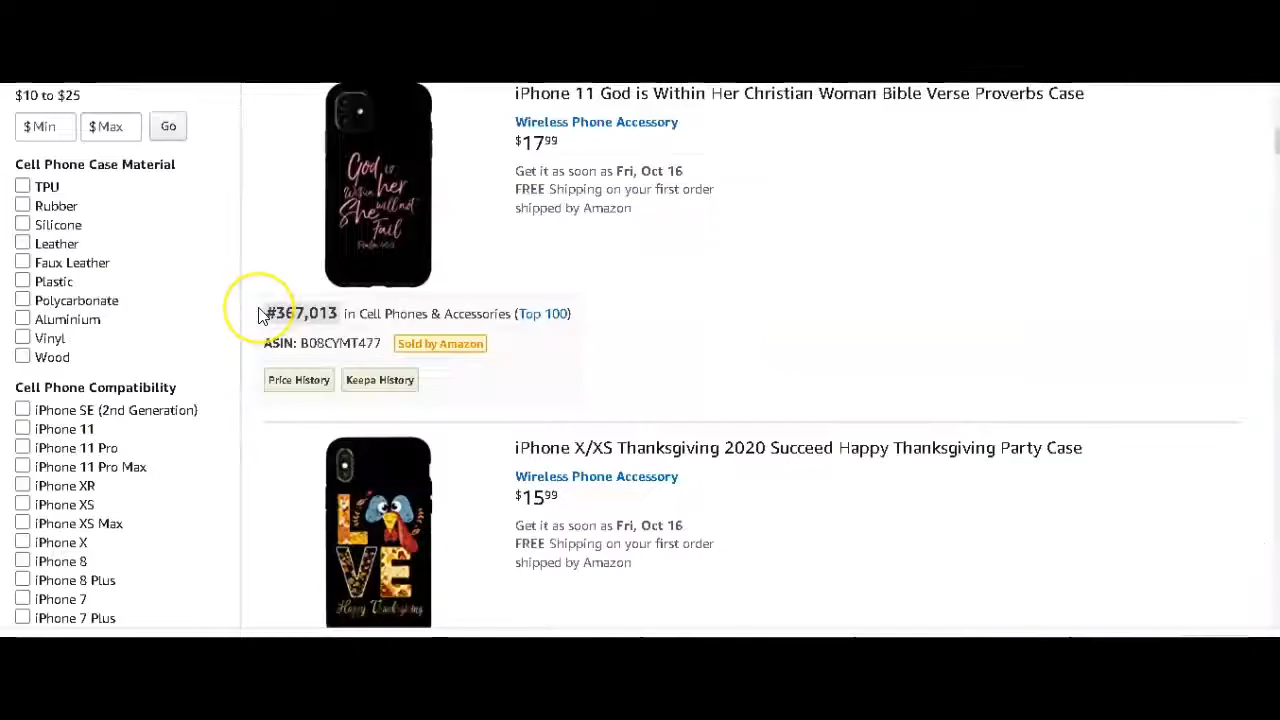 $10 to $25
$ Min
$ Max
Go
Cell Phone Case Material
TPU
Rubber
Silicone
Leather
Faux Leather
Plastic
Polycarbonate
Aluminium
Vinyl
Wood
Cell Phone Compatibility
iPhone SE (2nd Generation)
iPhone 11
iPhone 11 Pro
iPhone 11 Pro Max
iPhone XR
iPhone XS
iPhone XS Max
iPhone X
iPhone 8
iPhone 8 Plus
iPhone 7
iPhone 7 Plus
God is
Within her
She will not
Fail
iPhone 11 God is Within Her Christian Woman Bible Verse Proverbs Case
Wireless Phone Accessory
$17 99
Get it as soon as Fri, Oct 16
FREE Shipping on your first order
shipped by Amazon
#367,013 in Cell Phones & Accessories (Top 100)
ASIN: B08CYMT477 Sold by Amazon
Price History Keepa History
LOVE
Happy Thanksgiving
iPhone X/XS Thanksgiving 2020 Succeed Happy Thanksgiving Party Case
Wireless Phone Accessory
$15 99
Get it as soon as Fri, Oct 16
FREE Shipping on your first order
shipped by Amazon